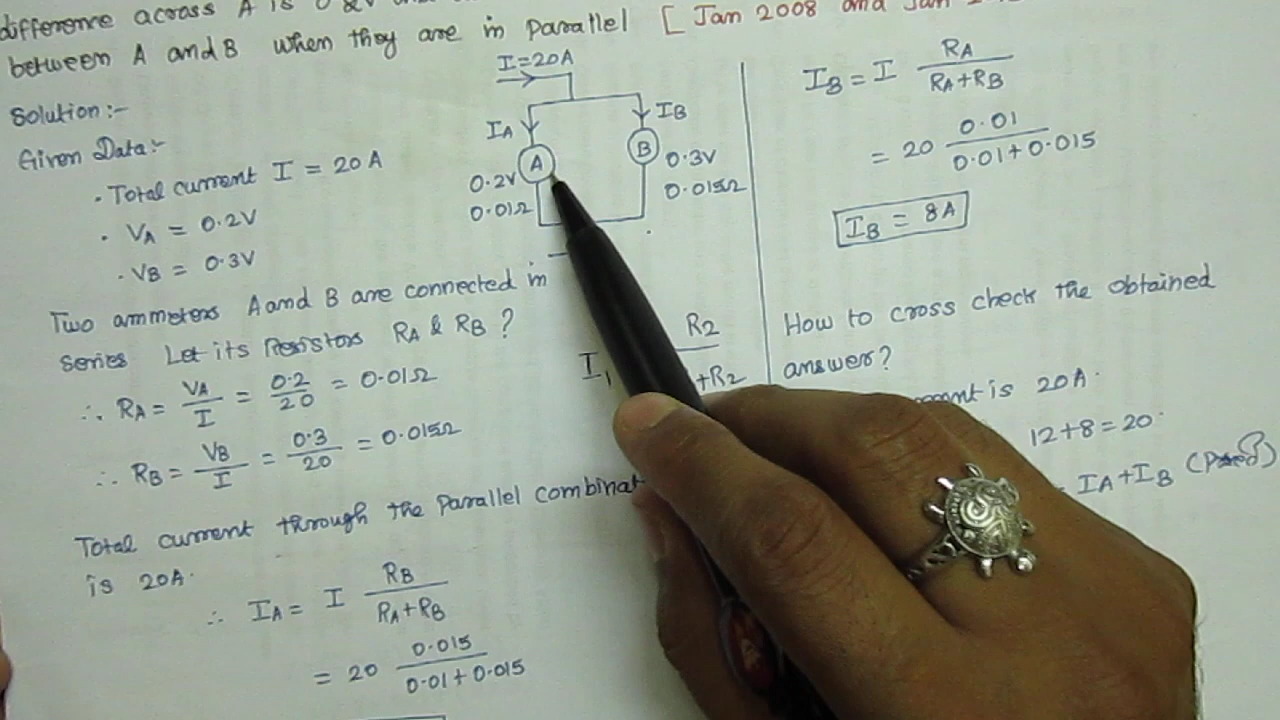 difference across A is 0.2V and
between A and B when they are in parallel [ Jan 2008 and Jan
Solution :-
Given Data:-
· Total current I = 20 A
· VA = 0.2V
· VB = 0.3V
I = 20A
IA
IB
A
B
0.2V
0.01Ω
0.3V
0.015Ω
Two ammeters A and B are connected in
series Let its Resistors RA & RB ?
∴ RA = VA / I = 0.2 / 20 = 0.01Ω
∴ RB = VB / I = 0.3 / 20 = 0.015Ω
I1
R2
+R2
Total current through the parallel combinat
is 20A.
∴ IA = I RB / RA+RB
= 20 0.015 / 0.01 + 0.015
IB = I RA / RA+RB
= 20 0.01 / 0.01 + 0.015
IB = 8A
How to cross check the obtained
answer?
is 20A.
12+8 = 20
IA + IB